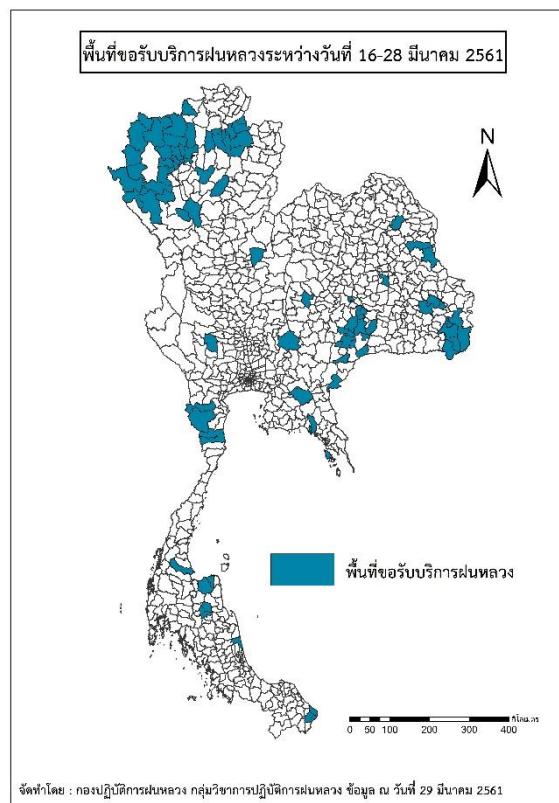 พื้นที่ขอรับบริการฝนหลวงระหว่างวันที่ 16-28 มีนาคม 2561
N
พื้นที่ขอรับบริการฝนหลวง
กิโลเมตร
0 50 100 200 300 400
จัดทำโดย : กองปฏิบัติการฝนหลวง กลุ่มวิชาการปฏิบัติการฝนหลวง ข้อมูล ณ วันที่ 29 มีนาคม 2561